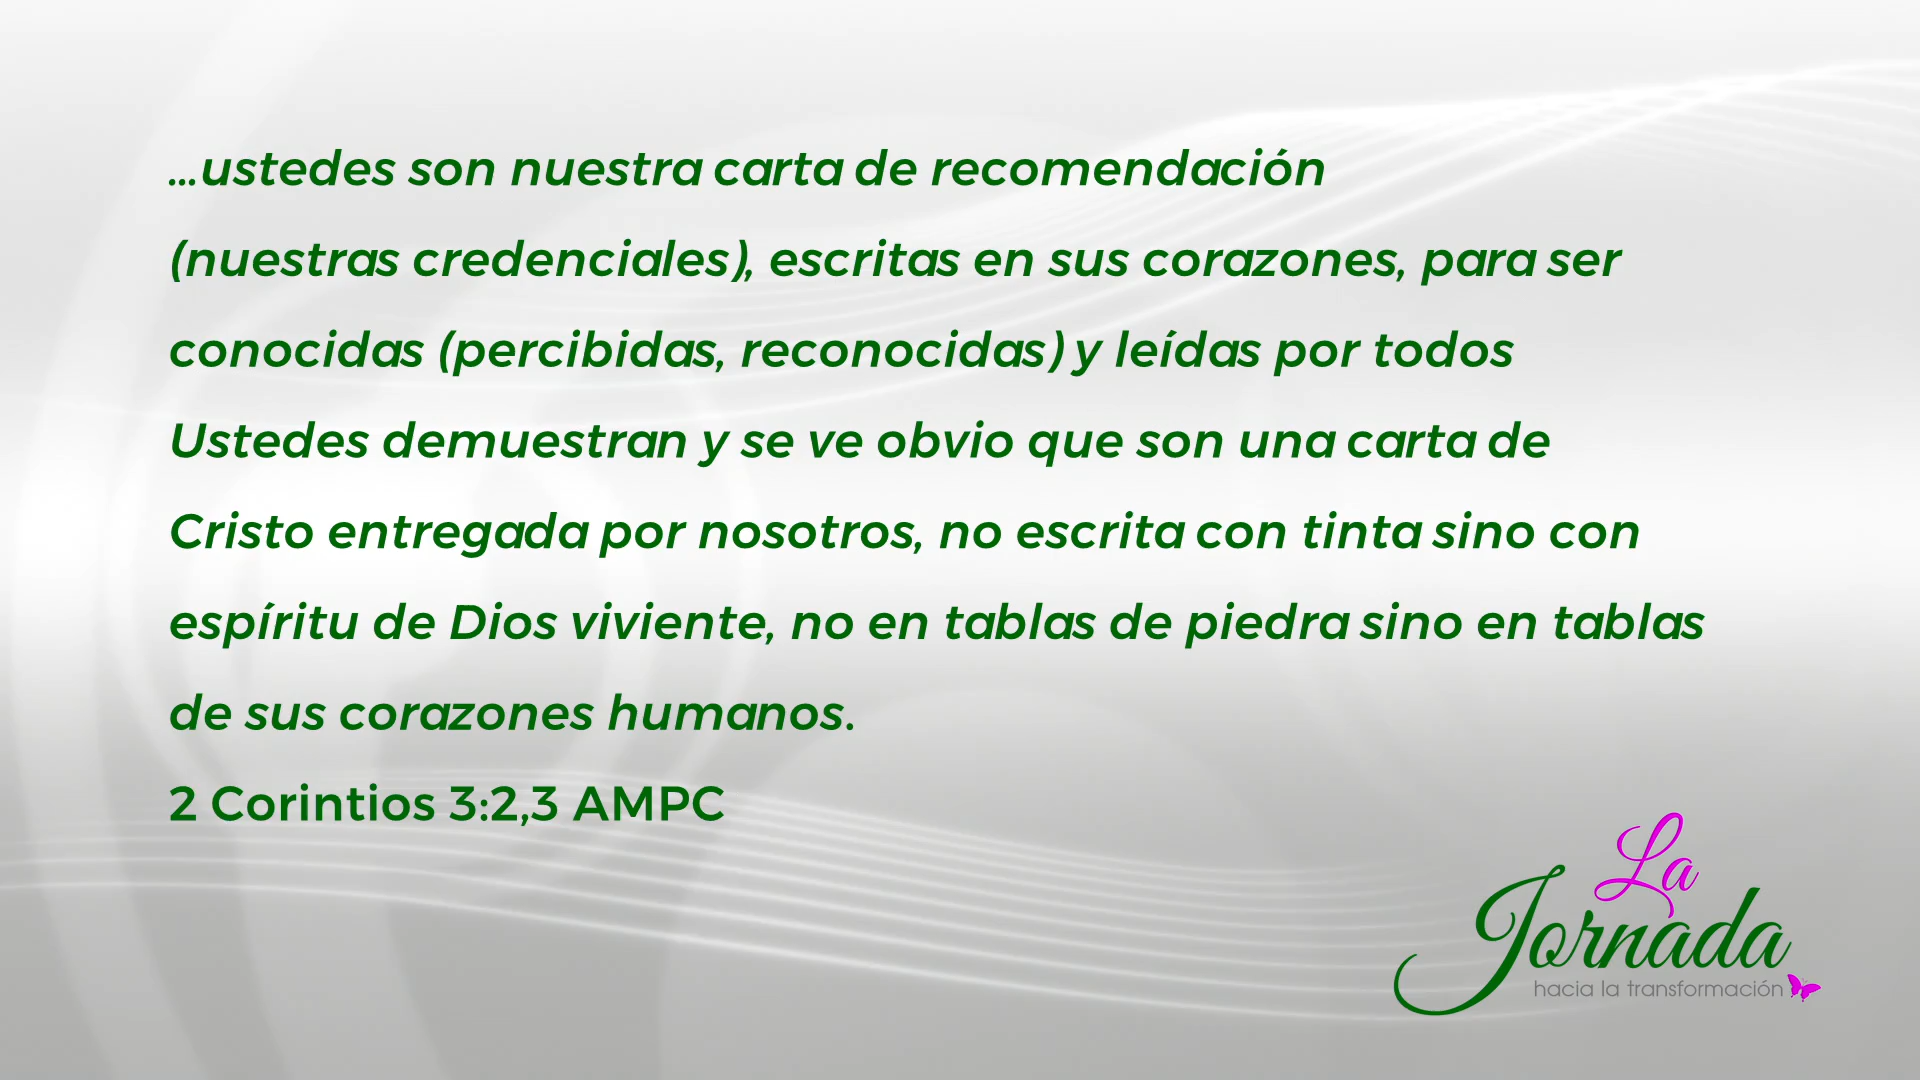 ...ustedes son nuestra carta de recomendación
(nuestras credenciales), escritas en sus corazones, para ser
conocidas (percibidas, reconocidas) y leídas por todos
Ustedes demuestran y se ve obvio que son una carta de
Cristo entregada por nosotros, no escrita con tinta sino con
espíritu de Dios viviente, no en tablas de piedra sino en tablas
de sus corazones humanos.
2 Corintios 3:2,3 AMPC
La
Jornada
hacia la transformación